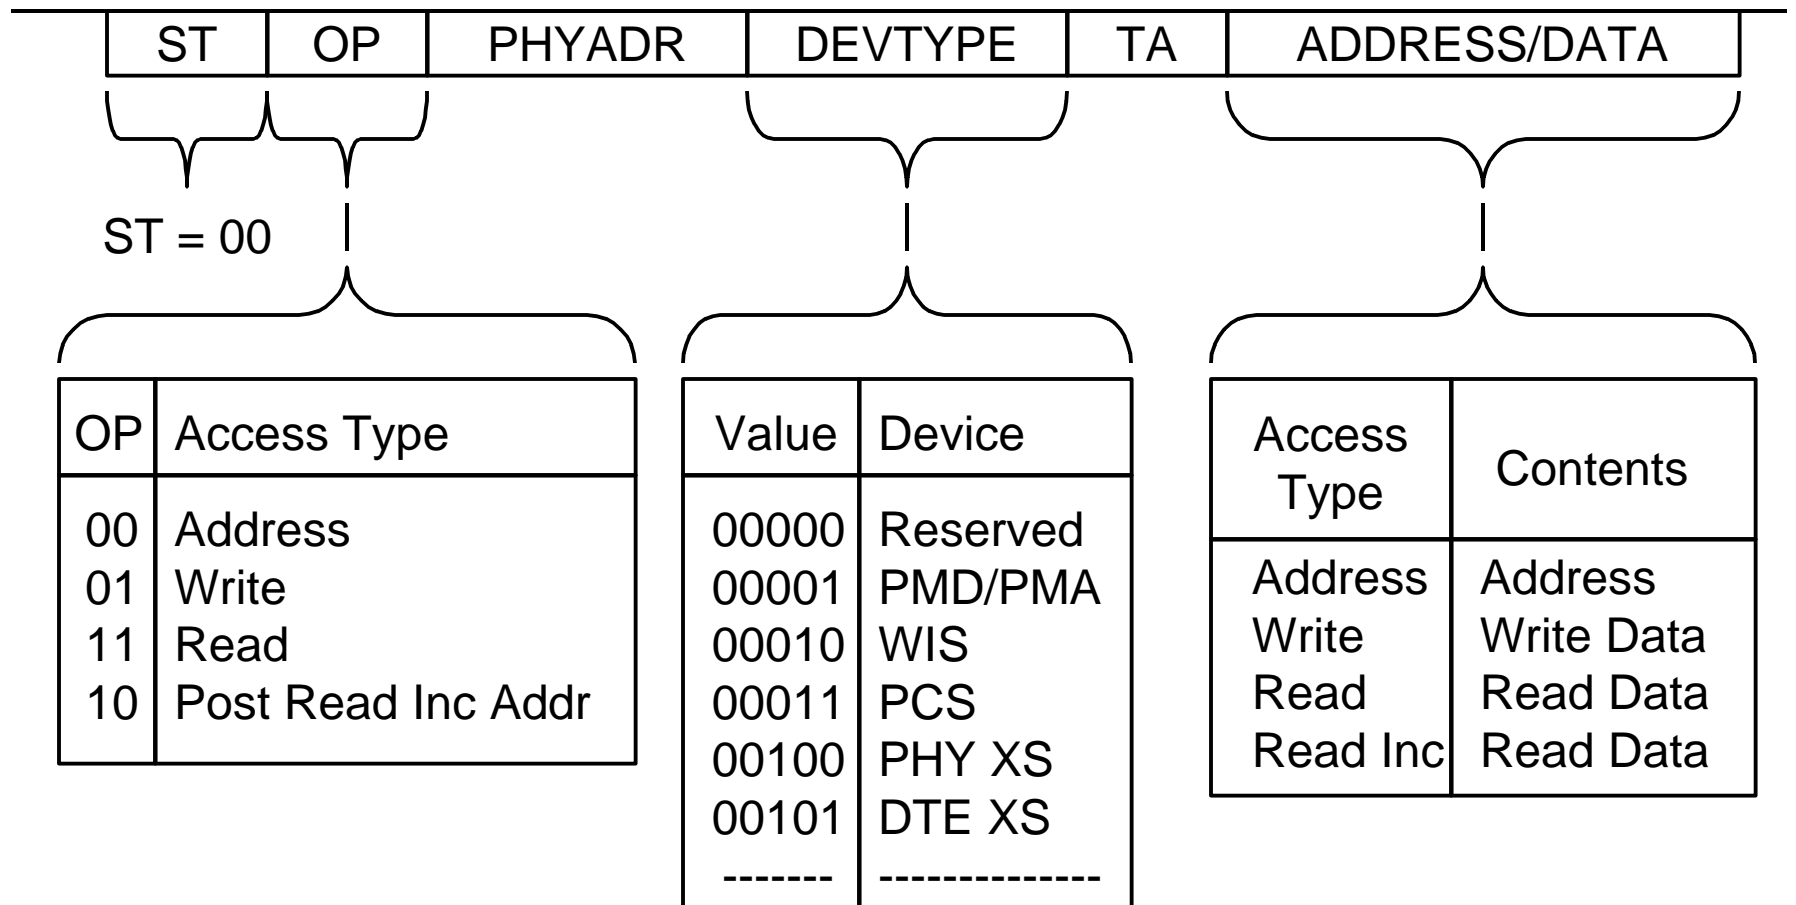 ST OP PHYADR DEVTYPE TA ADDRESS/DATA
ST = 00
OP Access Type
00 Address
01 Write
11 Read
10 Post Read Inc Addr
Value Device
00000 Reserved
00001 PMD/PMA
00010 WIS
00011 PCS
00100 PHY XS
00101 DTE XS
------- --------------
Access
Type
Contents
Address Address
Write Write Data
Read Read Data
Read Inc Read Data